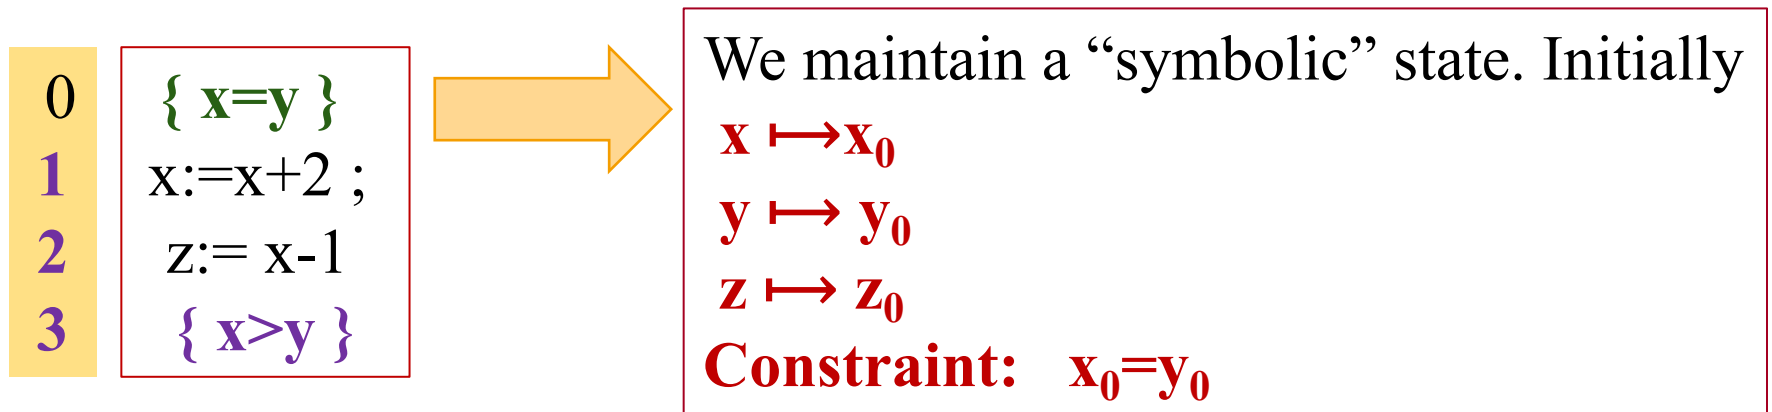 0
1
2
3
{ x=y }
x:=x+2 ;
z:= x-1
{ x>y }
We maintain a “symbolic” state. Initially
x ⟼ x₀
y ⟼ y₀
z ⟼ z₀
Constraint: x₀=y₀